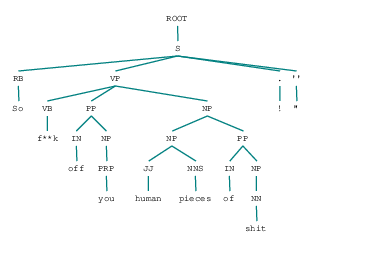 ROOT
S
RB VP . ''
So VB PP NP ! "
f**k IN NP NP PP
off PRP JJ NNS IN NP
you human pieces of NN
shit